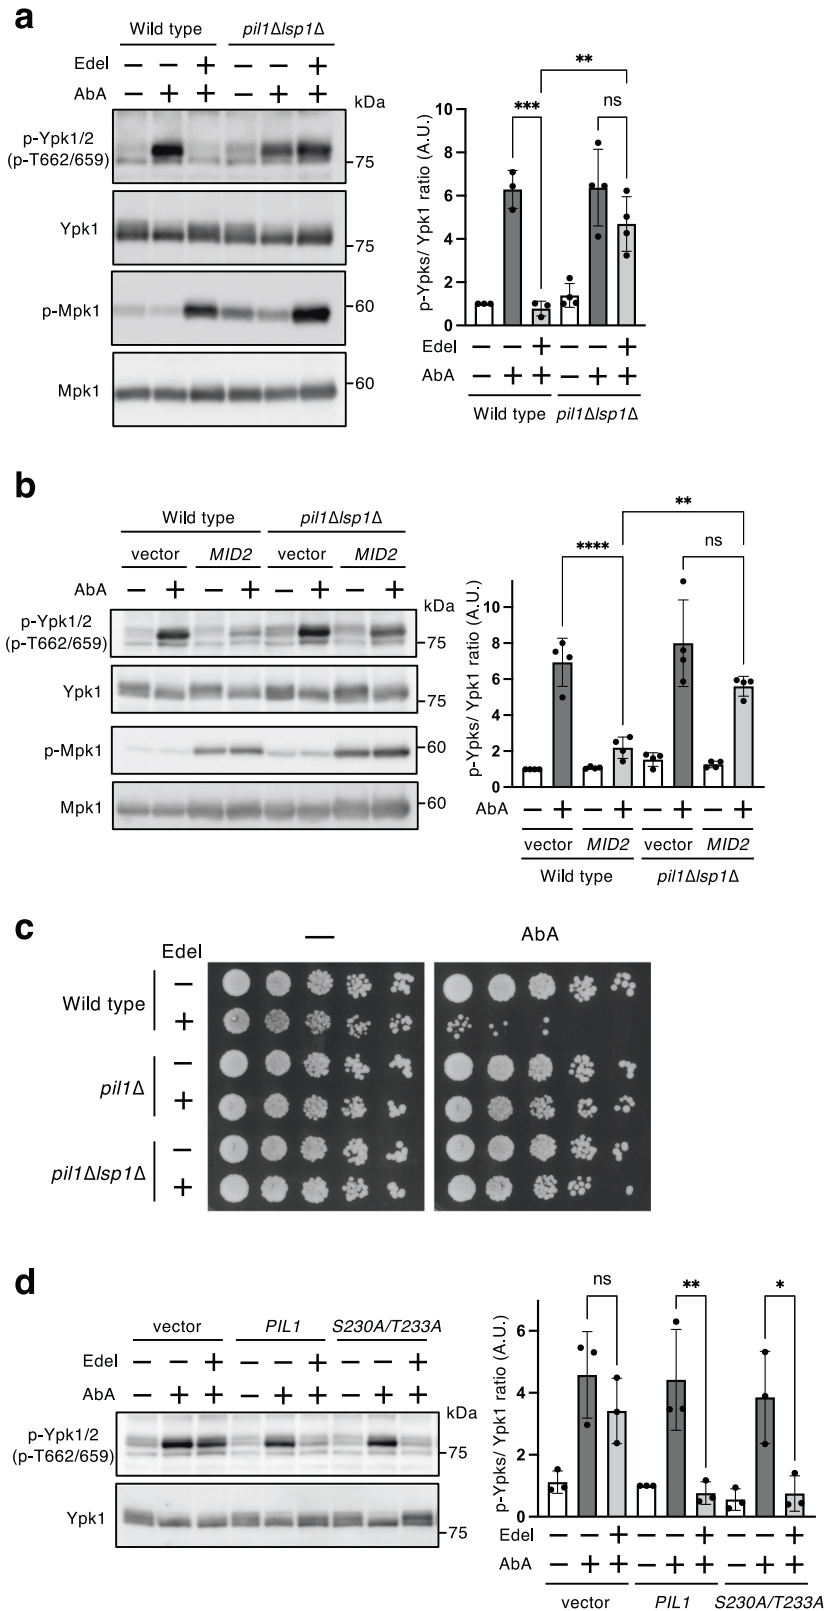 a
Wild type pil1Δlsp1Δ
Edel − − + − − +
AbA − + + − + + kDa
p-Ypk1/2
(p-T662/659)
75
Ypk1
75
p-Mpk1
60
Mpk1
60
p-Ypks/ Ypk1 ratio (A.U.)
10
8
6
4
2
0
**
***
ns
Edel − − + − − +
AbA − + + − + +
Wild type pil1Δlsp1Δ
b
Wild type pil1Δlsp1Δ
vector MID2 vector MID2
AbA − + − + − + − +
kDa
p-Ypk1/2
(p-T662/659)
75
Ypk1
75
p-Mpk1
60
Mpk1
60
p-Ypks/ Ypk1 ratio (A.U.)
10
8
6
4
2
0
**
****
ns
AbA − + − + − + − +
vector MID2 vector MID2
Wild type pil1Δlsp1Δ
c
Edel — AbA
Wild type
−
+
pil1Δ
−
+
pil1Δlsp1Δ
−
+
d
vector PIL1 S230A/T233A
Edel − − + − − + − − +
AbA − + + − + + − + +
kDa
p-Ypk1/2
(p-T662/659)
75
Ypk1
75
p-Ypks/ Ypk1 ratio (A.U.)
6
4
2
0
ns
**
*
Edel − − + − − + − − +
AbA − + + − + + − + +
vector PIL1 S230A/T233A